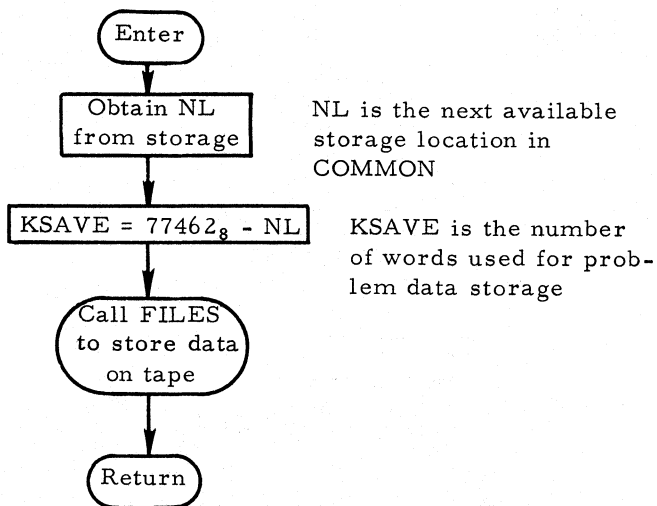 Enter
Obtain NL
from storage
NL is the next available
storage location in
COMMON
KSAVE = 77462₈ - NL
KSAVE is the number
of words used for prob-
lem data storage
Call FILES
to store data
on tape
Return